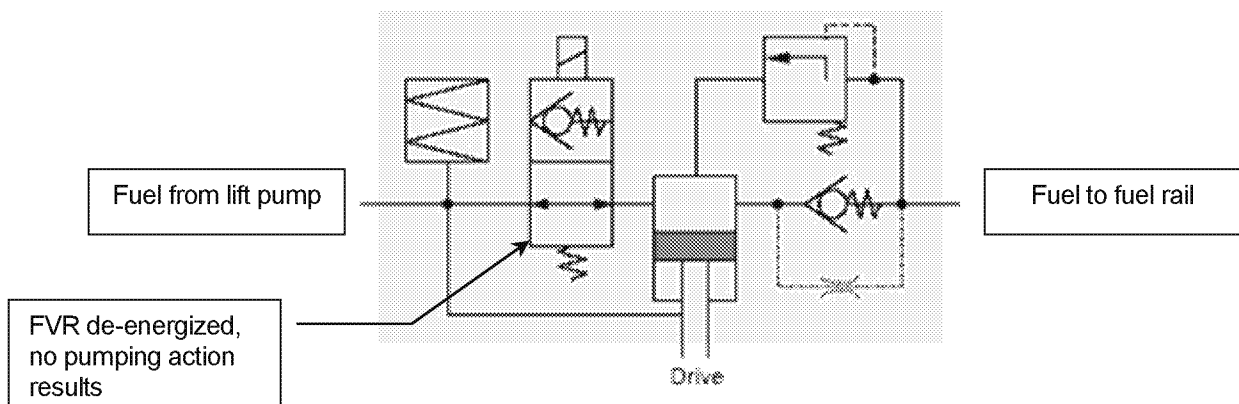 Fuel from lift pump
Fuel to fuel rail
FVR de-energized,
no pumping action
results
Drive